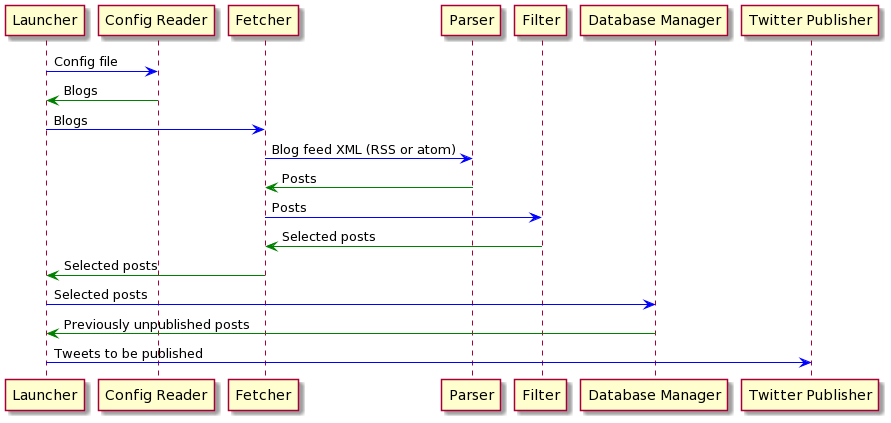 Launcher Config Reader Fetcher Parser Filter Database Manager Twitter Publisher
Config file
Blogs
Blogs
Blog feed XML (RSS or atom)
Posts
Posts
Selected posts
Selected posts
Selected posts
Previously unpublished posts
Tweets to be published
Launcher Config Reader Fetcher Parser Filter Database Manager Twitter Publisher